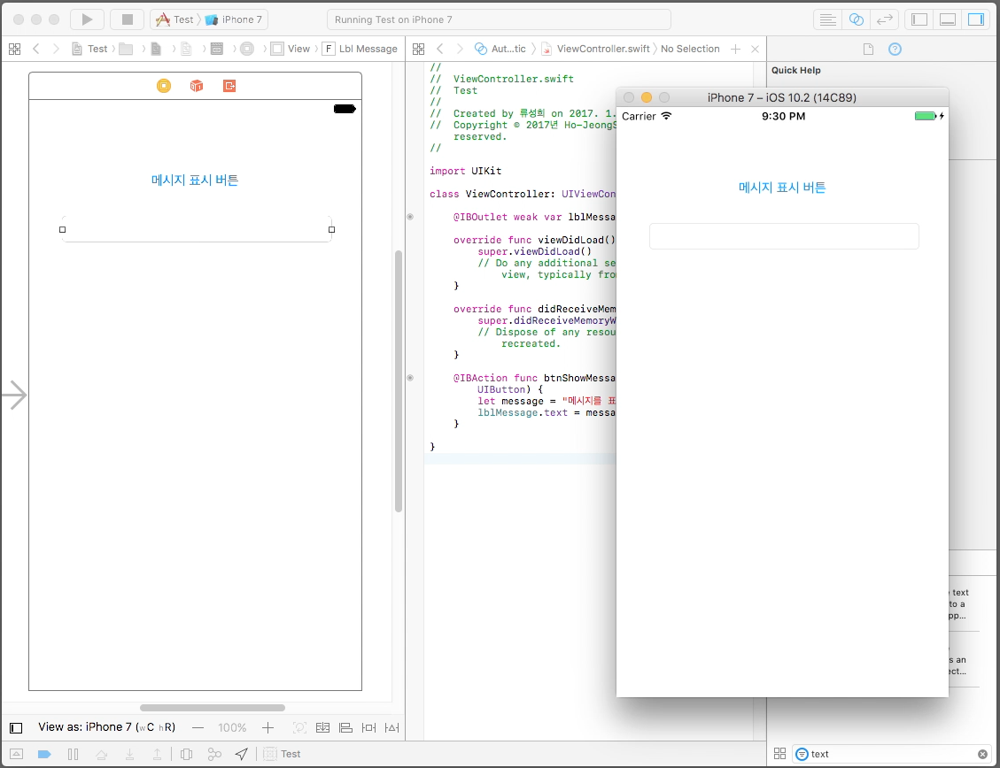 Test
iPhone 7
Running Test on iPhone 7
Test
View
F
Lbl Message
Aut...tic
ViewController.swift
No Selection
Quick Help
메시지 표시 버튼
//
// ViewController.swift
// Test
//
// Created by 류성희 on 2017. 1.
// Copyright © 2017년 Ho-JeongS
reserved.
//
import UIKit
class ViewController: UIViewCon
@IBOutlet weak var lblMessa
override func viewDidLoad()
super.viewDidLoad()
// Do any additional se
view, typically fro
}
override func didReceiveMem
super.didReceiveMemoryW
// Dispose of any resou
recreated.
}
@IBAction func btnShowMessa
UIButton) {
let message = "메시지를 표
lblMessage.text = messa
}
}
iPhone 7 – iOS 10.2 (14C89)
Carrier
9:30 PM
메시지 표시 버튼
text
to a
pp...
s an
ect...
View as: iPhone 7 (wC hR)
100%
Test
text